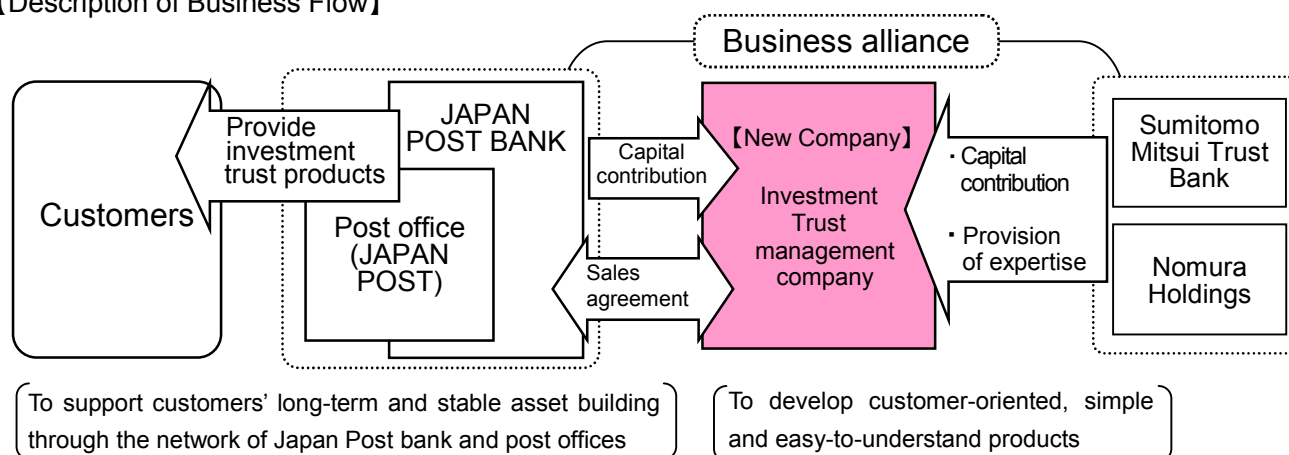 【Description of Business Flow】
Business alliance
Customers
Provide
investment
trust products
JAPAN
POST BANK
Post office
(JAPAN
POST)
Capital
contribution
Sales
agreement
【New Company】
Investment
Trust
management
company
・Capital
contribution
・Provision
of expertise
Sumitomo
Mitsui Trust
Bank
Nomura
Holdings
To support customers’ long-term and stable asset building
through the network of Japan Post bank and post offices
To develop customer-oriented, simple
and easy-to-understand products